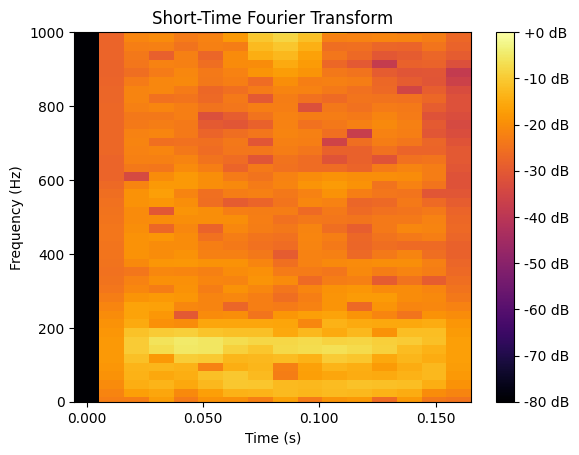 Short-Time Fourier Transform
1000
800
600
400
200
0
Frequency (Hz)
0.000
0.050
0.100
0.150
Time (s)
+0 dB
-10 dB
-20 dB
-30 dB
-40 dB
-50 dB
-60 dB
-70 dB
-80 dB